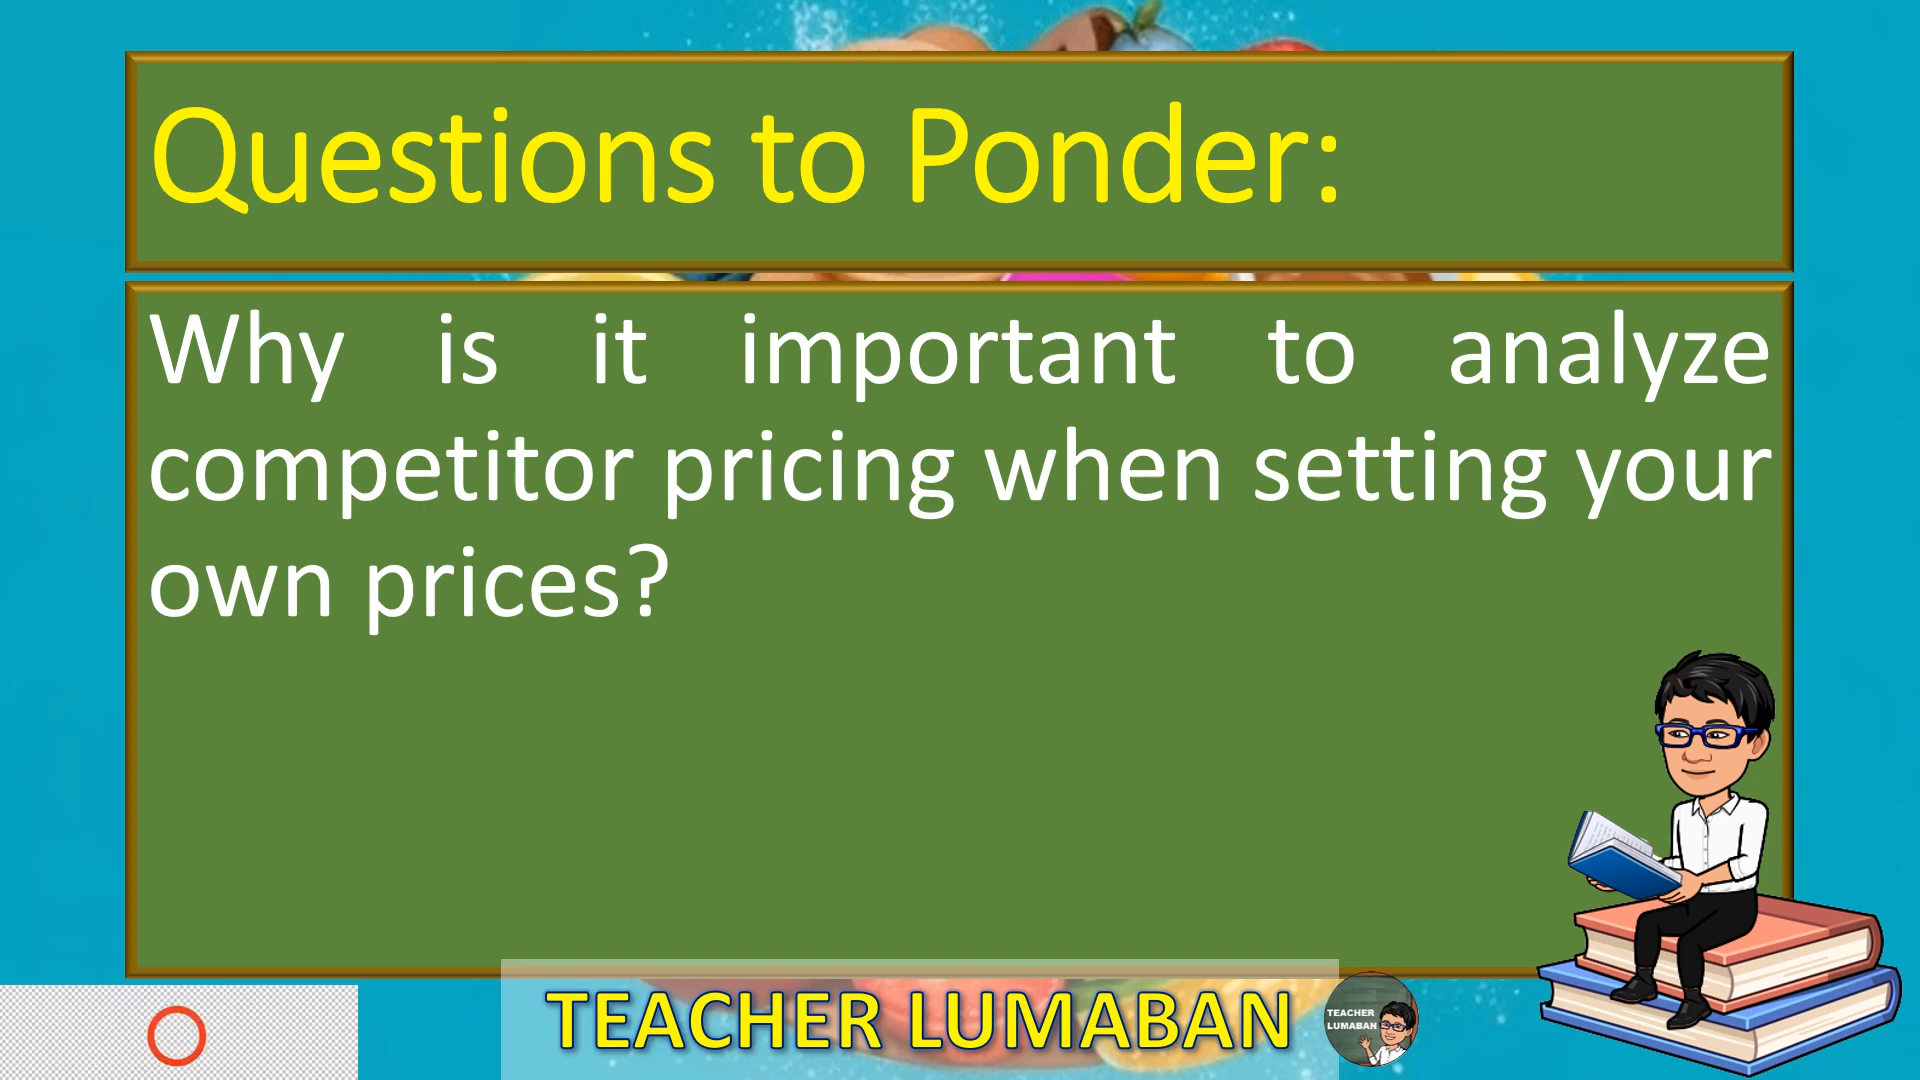 Questions to Ponder:
Why is it important to analyze
competitor pricing when setting your
own prices?
TEACHER LUMABAN
TEACHER
LUMABAN